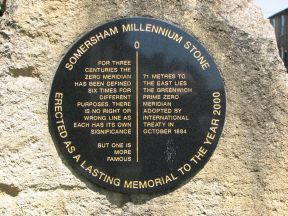 SOMERSHAM MILLENNIUM STONE
0
FOR THREE
CENTURIES THE
ZERO MERIDIAN
HAS BEEN DEFINED
SIX TIMES FOR
DIFFERENT
PURPOSES THERE
IS NO RIGHT OR
WRONG LINE AS
EACH HAS ITS OWN
SIGNIFICANCE
BUT ONE IS
MORE
FAMOUS
71 METRES TO
THE EAST LIES
THE GREENWICH
PRIME ZERO
MERIDIAN
ADOPTED BY
INTERNATIONAL
TREATY IN
OCTOBER 1884
ERECTED AS A LASTING MEMORIAL TO THE YEAR 2000